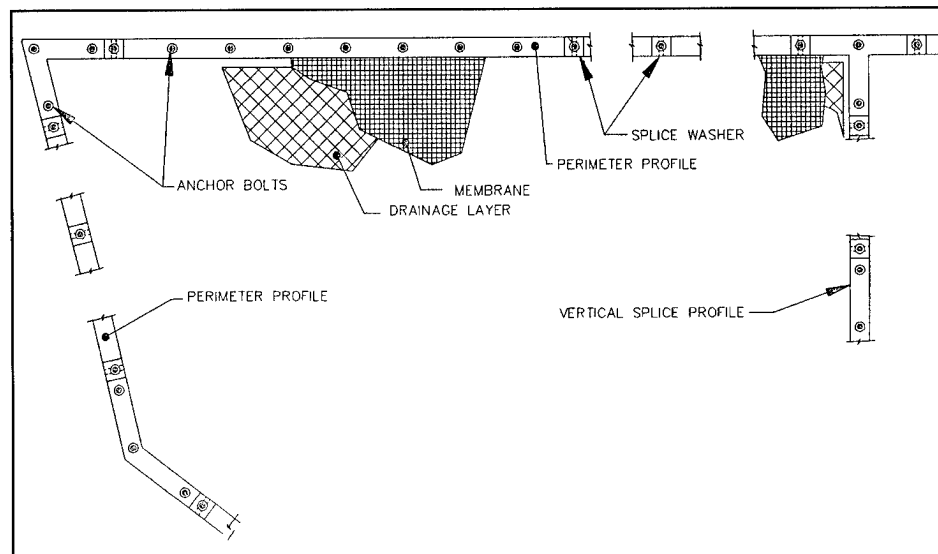 SPLICE WASHER
PERIMETER PROFILE
ANCHOR BOLTS
MEMBRANE
DRAINAGE LAYER
PERIMETER PROFILE
VERTICAL SPLICE PROFILE